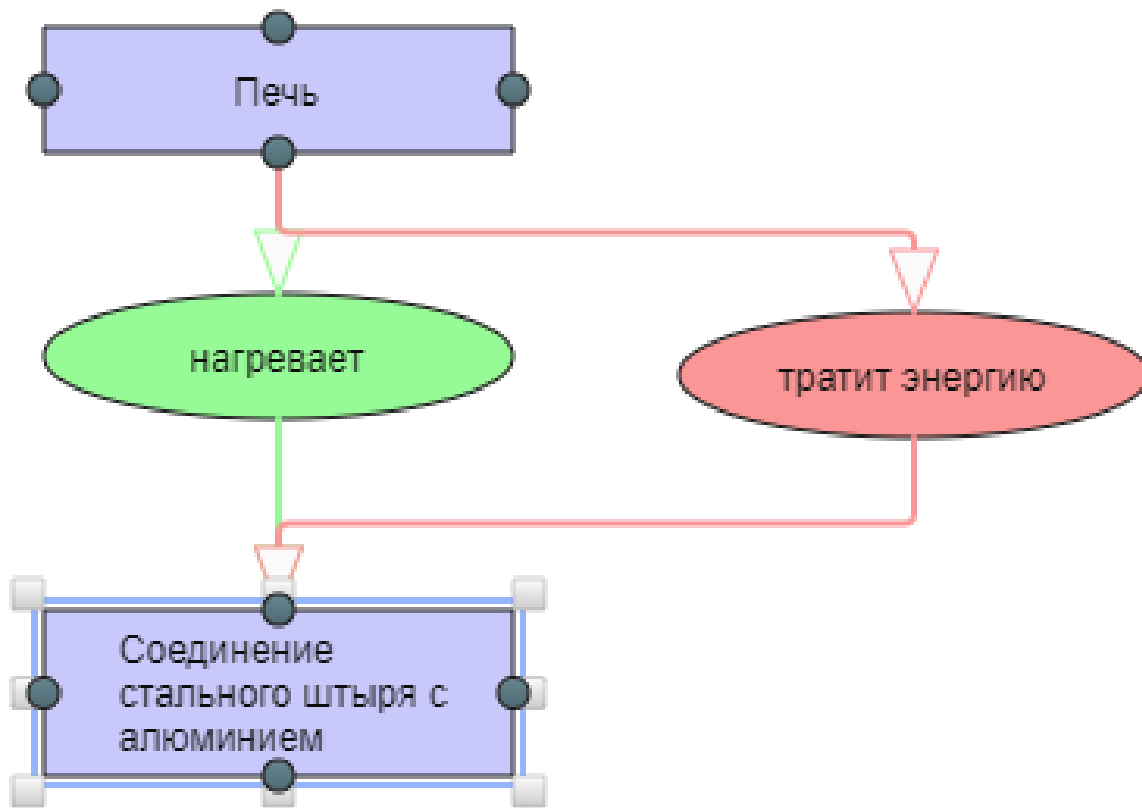 Печь
нагревает
тратит энергию
Соединение
стального штыря с
алюминием